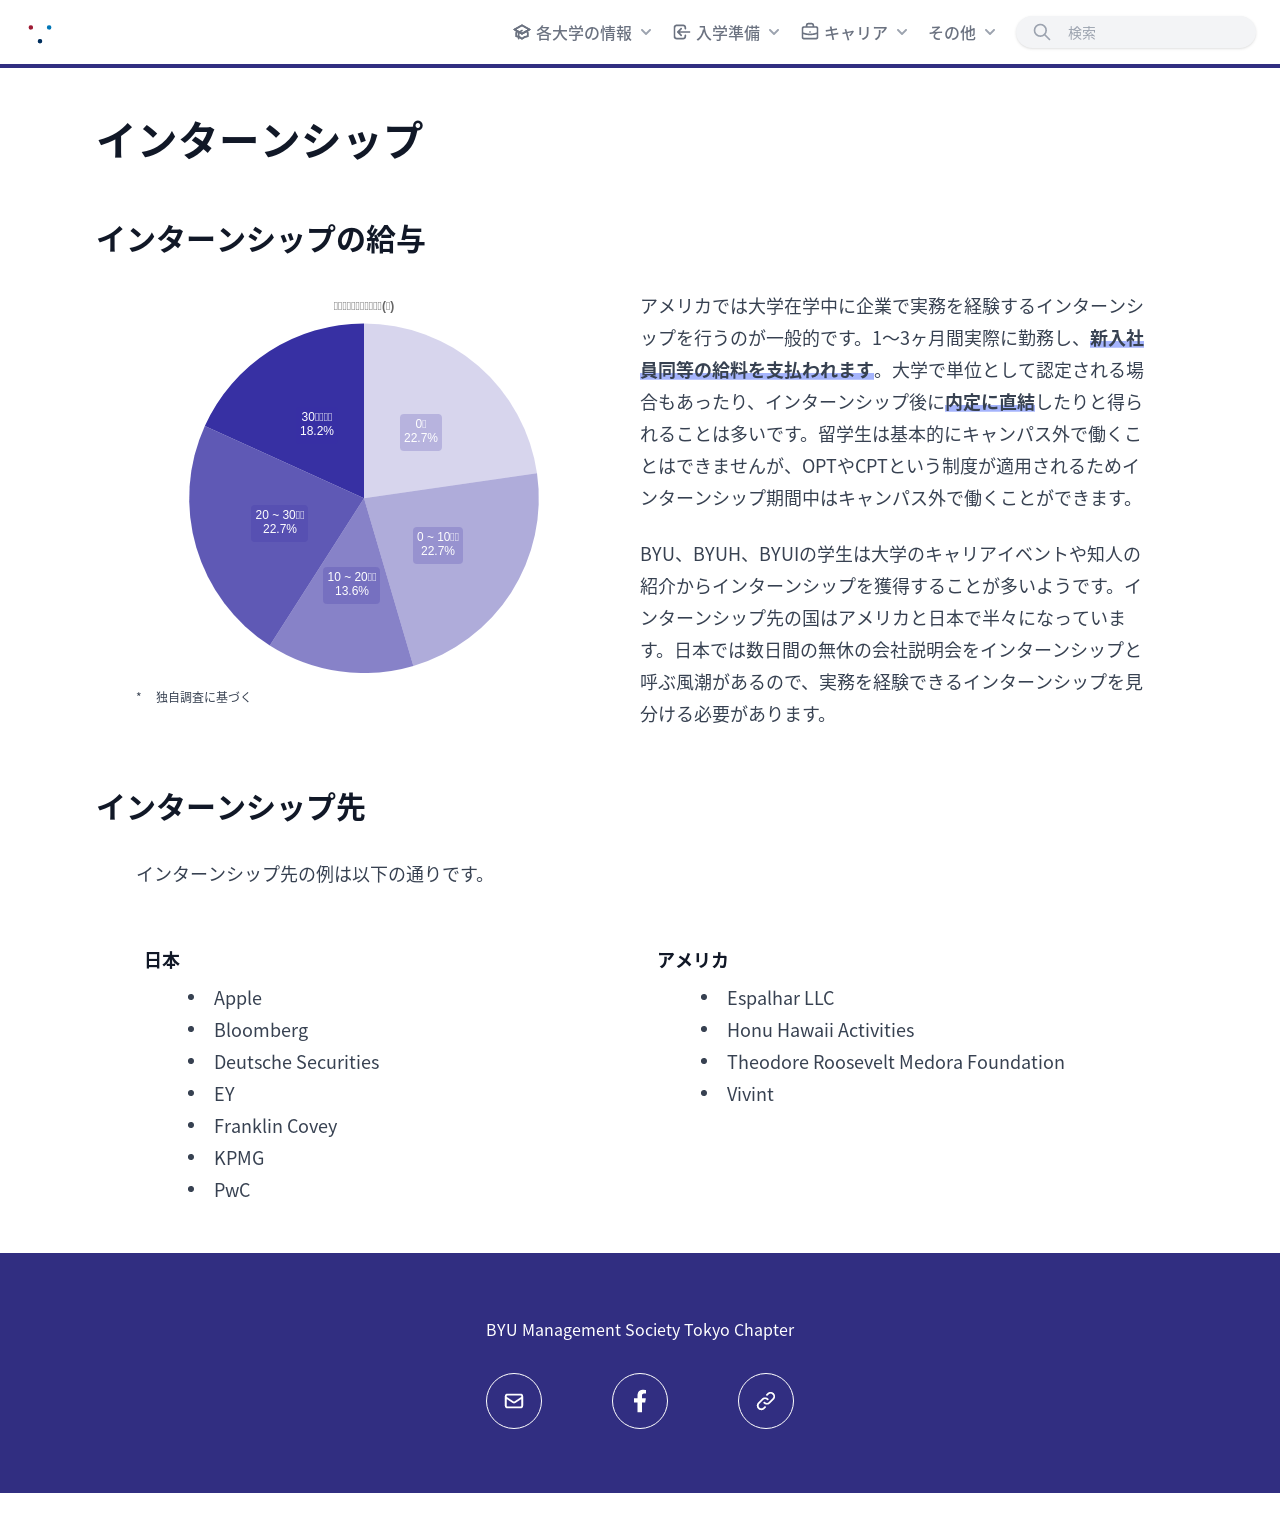 各大学の情報 入学準備 キャリア その他 検索
インターンシップ
インターンシップの給与
30
18.2%
0
22.7%
20 ~ 30
22.7%
0 ~ 10
22.7%
10 ~ 20
13.6%
* 独自調査に基づく
アメリカでは大学在学中に企業で実務を経験するインターンシ
ップを行うのが一般的です。1〜3ヶ月間実際に勤務し、新入社
員同等の給料を支払われます。大学で単位として認定される場
合もあったり、インターンシップ後に内定に直結したりと得ら
れることは多いです。留学生は基本的にキャンパス外で働くこ
とはできませんが、OPTやCPTという制度が適用されるためイ
ンターンシップ期間中はキャンパス外で働くことができます。
BYU、BYUH、BYUIの学生は大学のキャリアイベントや知人の
紹介からインターンシップを獲得することが多いようです。イ
ンターンシップ先の国はアメリカと日本で半々になっていま
す。日本では数日間の無休の会社説明会をインターンシップと
呼ぶ風潮があるので、実務を経験できるインターンシップを見
分ける必要があります。
インターンシップ先
インターンシップ先の例は以下の通りです。
日本
• Apple
• Bloomberg
• Deutsche Securities
• EY
• Franklin Covey
• KPMG
• PwC
アメリカ
• Espalhar LLC
• Honu Hawaii Activities
• Theodore Roosevelt Medora Foundation
• Vivint
BYU Management Society Tokyo Chapter